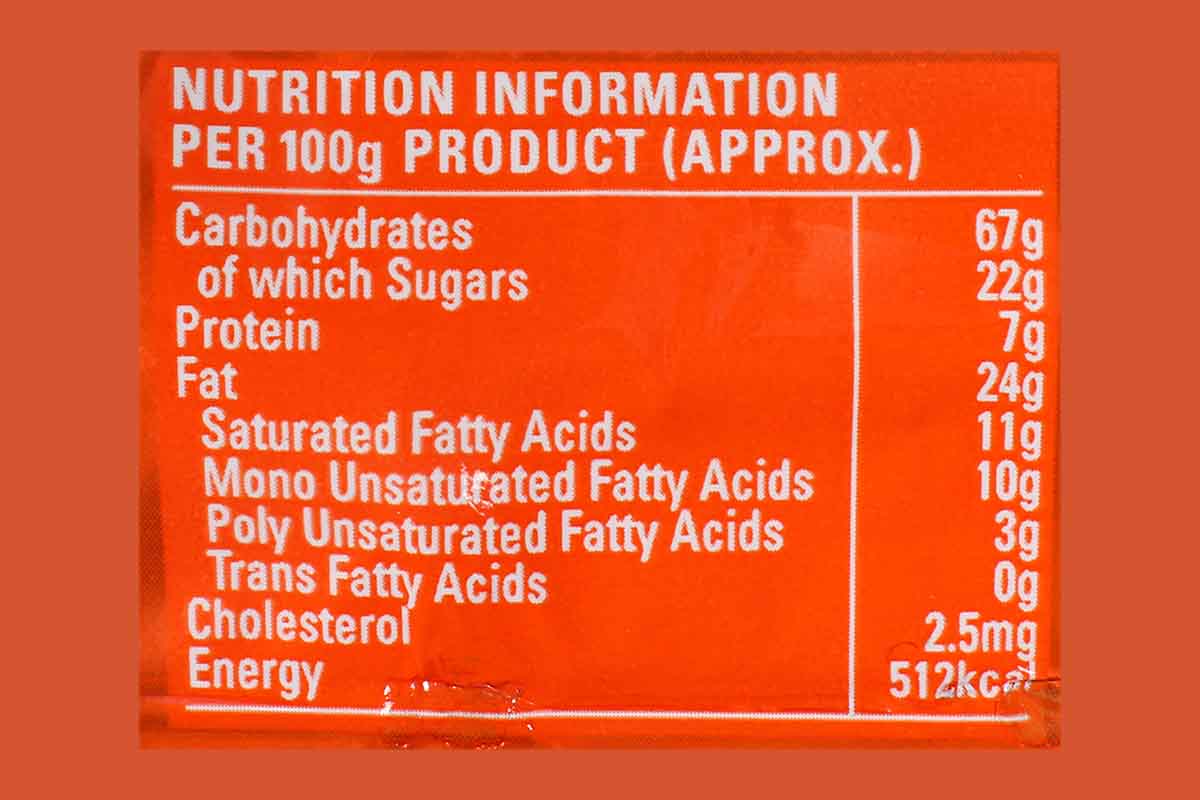 NUTRITION INFORMATION
PER 100g PRODUCT (APPROX.)
Carbohydrates 67g
of which Sugars 22g
Protein 7g
Fat 24g
Saturated Fatty Acids 11g
Mono Unsaturated Fatty Acids 10g
Poly Unsaturated Fatty Acids 3g
Trans Fatty Acids 0g
Cholesterol 2.5mg
Energy 512kcal